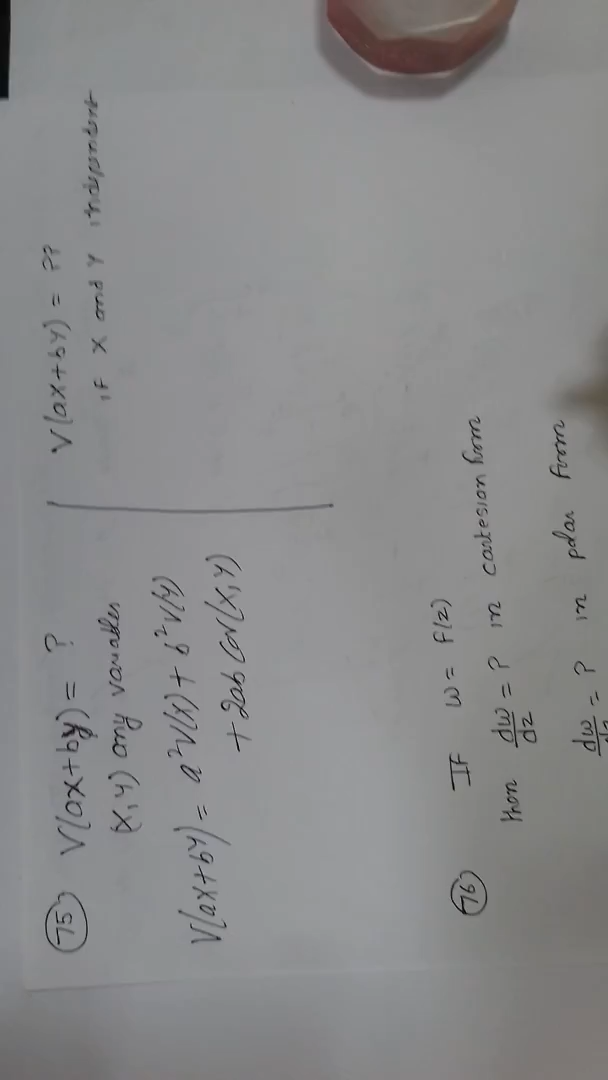 75) V(ax+by) = ?
(X,Y) any variables
V(ax+by) = a²V(X) + b²V(Y)
+ 2ab Cov(X,Y)
V(ax+by) = ??
if X and Y independent
76 If w = f(z)
then dw/dz = ? in cartesian form
dw/dz = ? in polar form